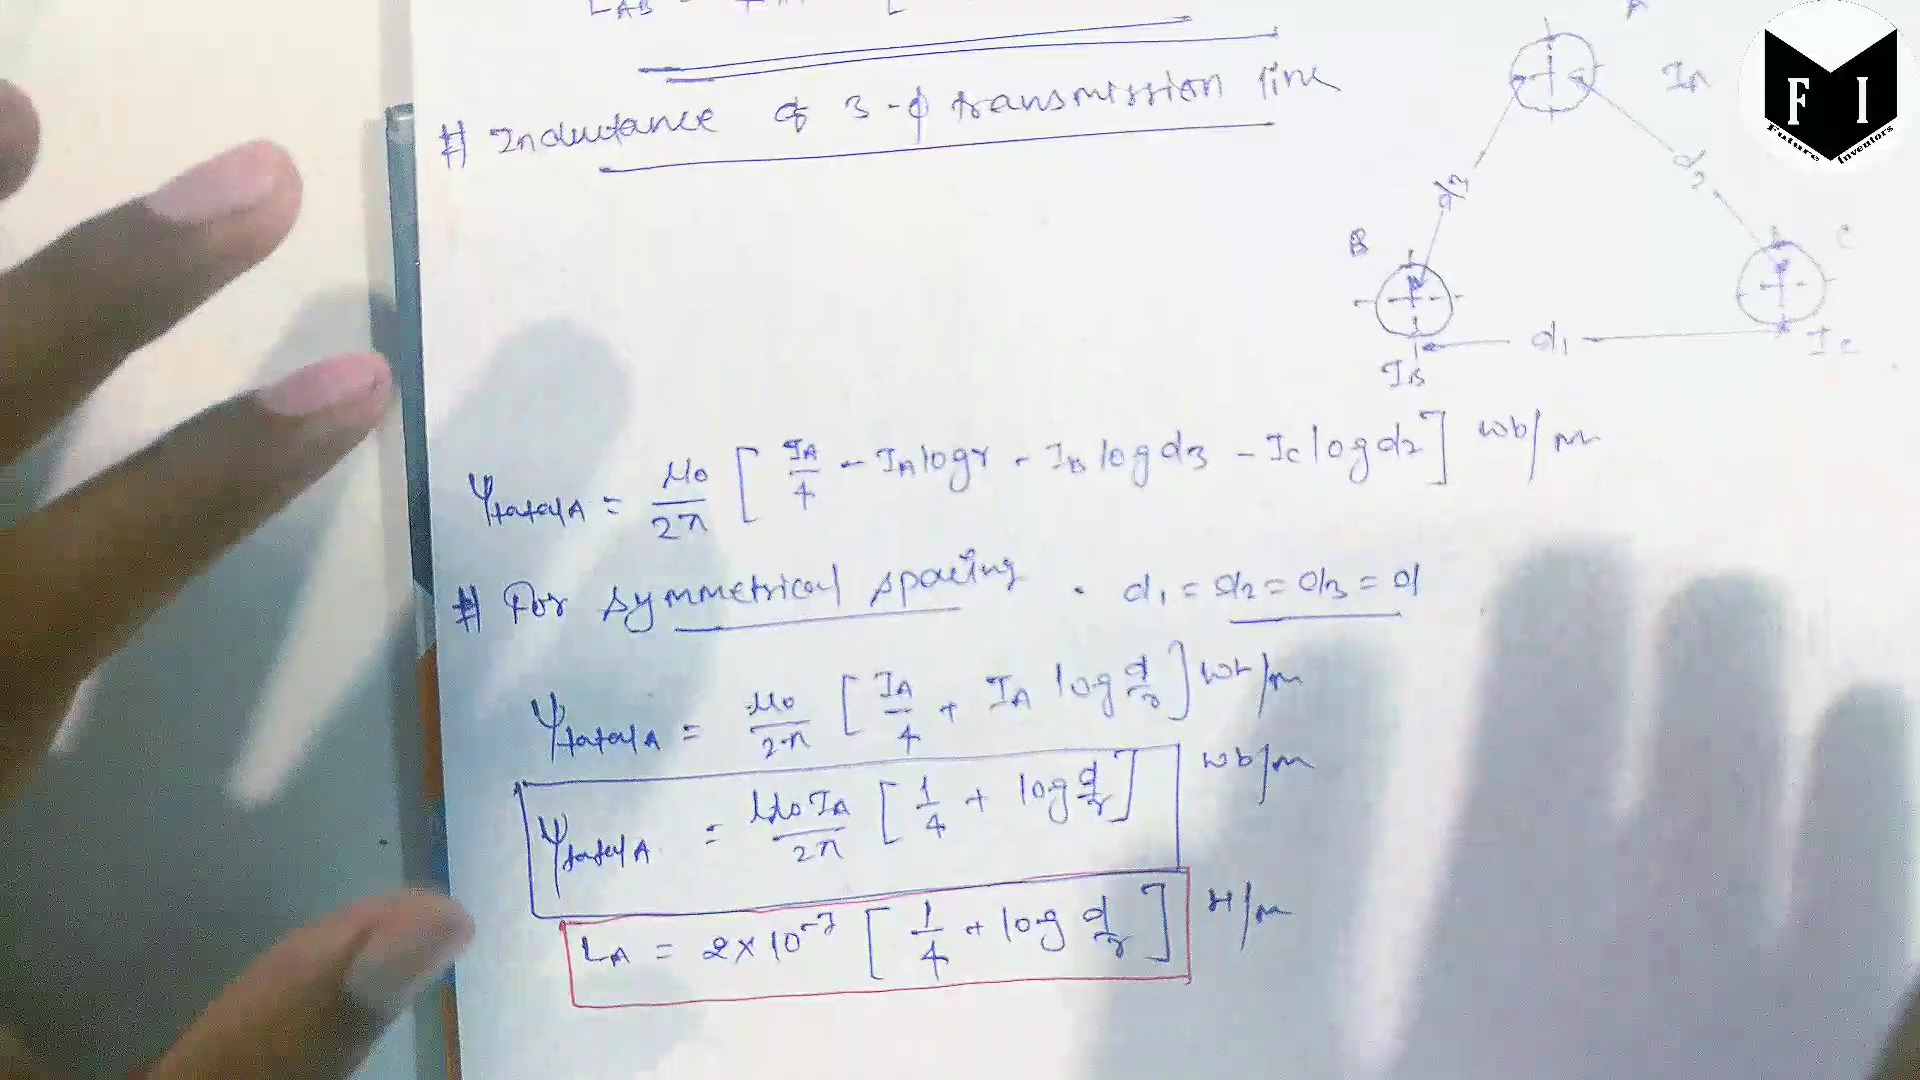 LAB =
# Inductance of 3-φ transmission line
A
IA
F I
Future Inventors
d3
d2
B
C
d1
IB
IC
Ψtotal A = μ0/2π [ IA/4 - IA log r - IB log d3 - IC log d2 ] wb/m
# For symmetrical spacing . d1 = d2 = d3 = d
Ψtotal A = μ0/2π [ IA/4 + IA log d/r ] wb/m
Ψtotal A = μ0 IA/2π [ 1/4 + log d/r ] wb/m
LA = 2×10⁻⁷ [ 1/4 + log d/r ] H/m